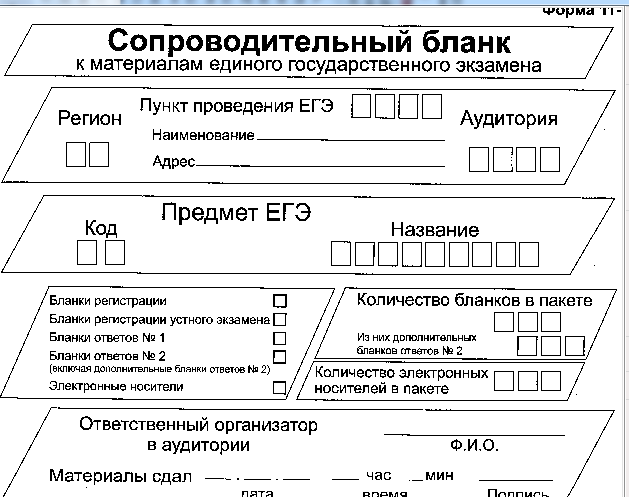 Форма 11-
Сопроводительный бланк
к материалам единого государственного экзамена
Регион
Пункт проведения ЕГЭ
Аудитория
Наименование
Адрес
Предмет ЕГЭ
Код
Название
Бланки регистрации
Бланки регистрации устного экзамена
Бланки ответов № 1
Бланки ответов № 2
(включая дополнительные бланки ответов № 2)
Электронные носители
Количество бланков в пакете
Из них дополнительных
бланков ответов № 2
Количество электронных
носителей в пакете
Ответственный организатор
в аудитории
Ф.И.О.
Материалы сдал
час
мин
дата
время
Подпись